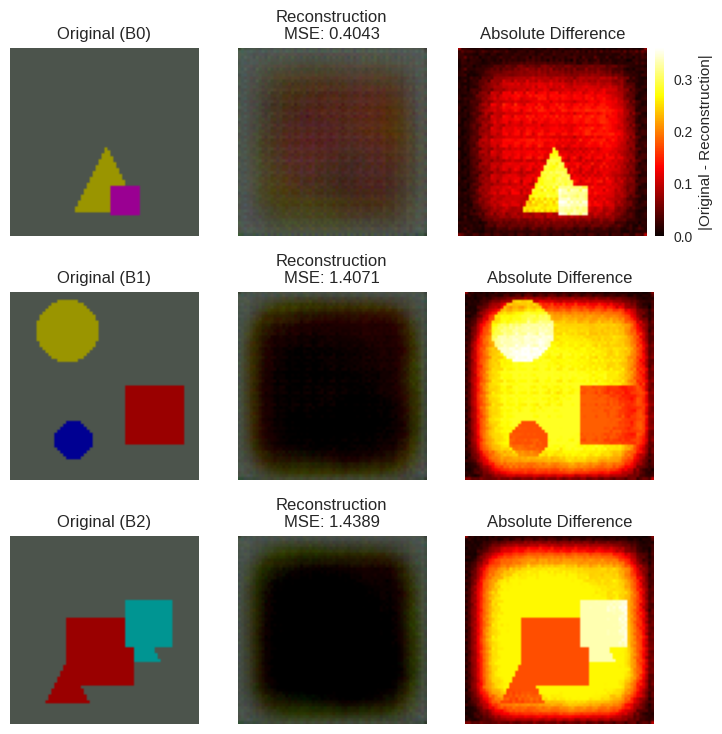 Original (B0)
Reconstruction
MSE: 0.4043
Absolute Difference
0.3
0.2
0.1
0.0
|Original - Reconstruction|
Original (B1)
Reconstruction
MSE: 1.4071
Absolute Difference
Original (B2)
Reconstruction
MSE: 1.4389
Absolute Difference